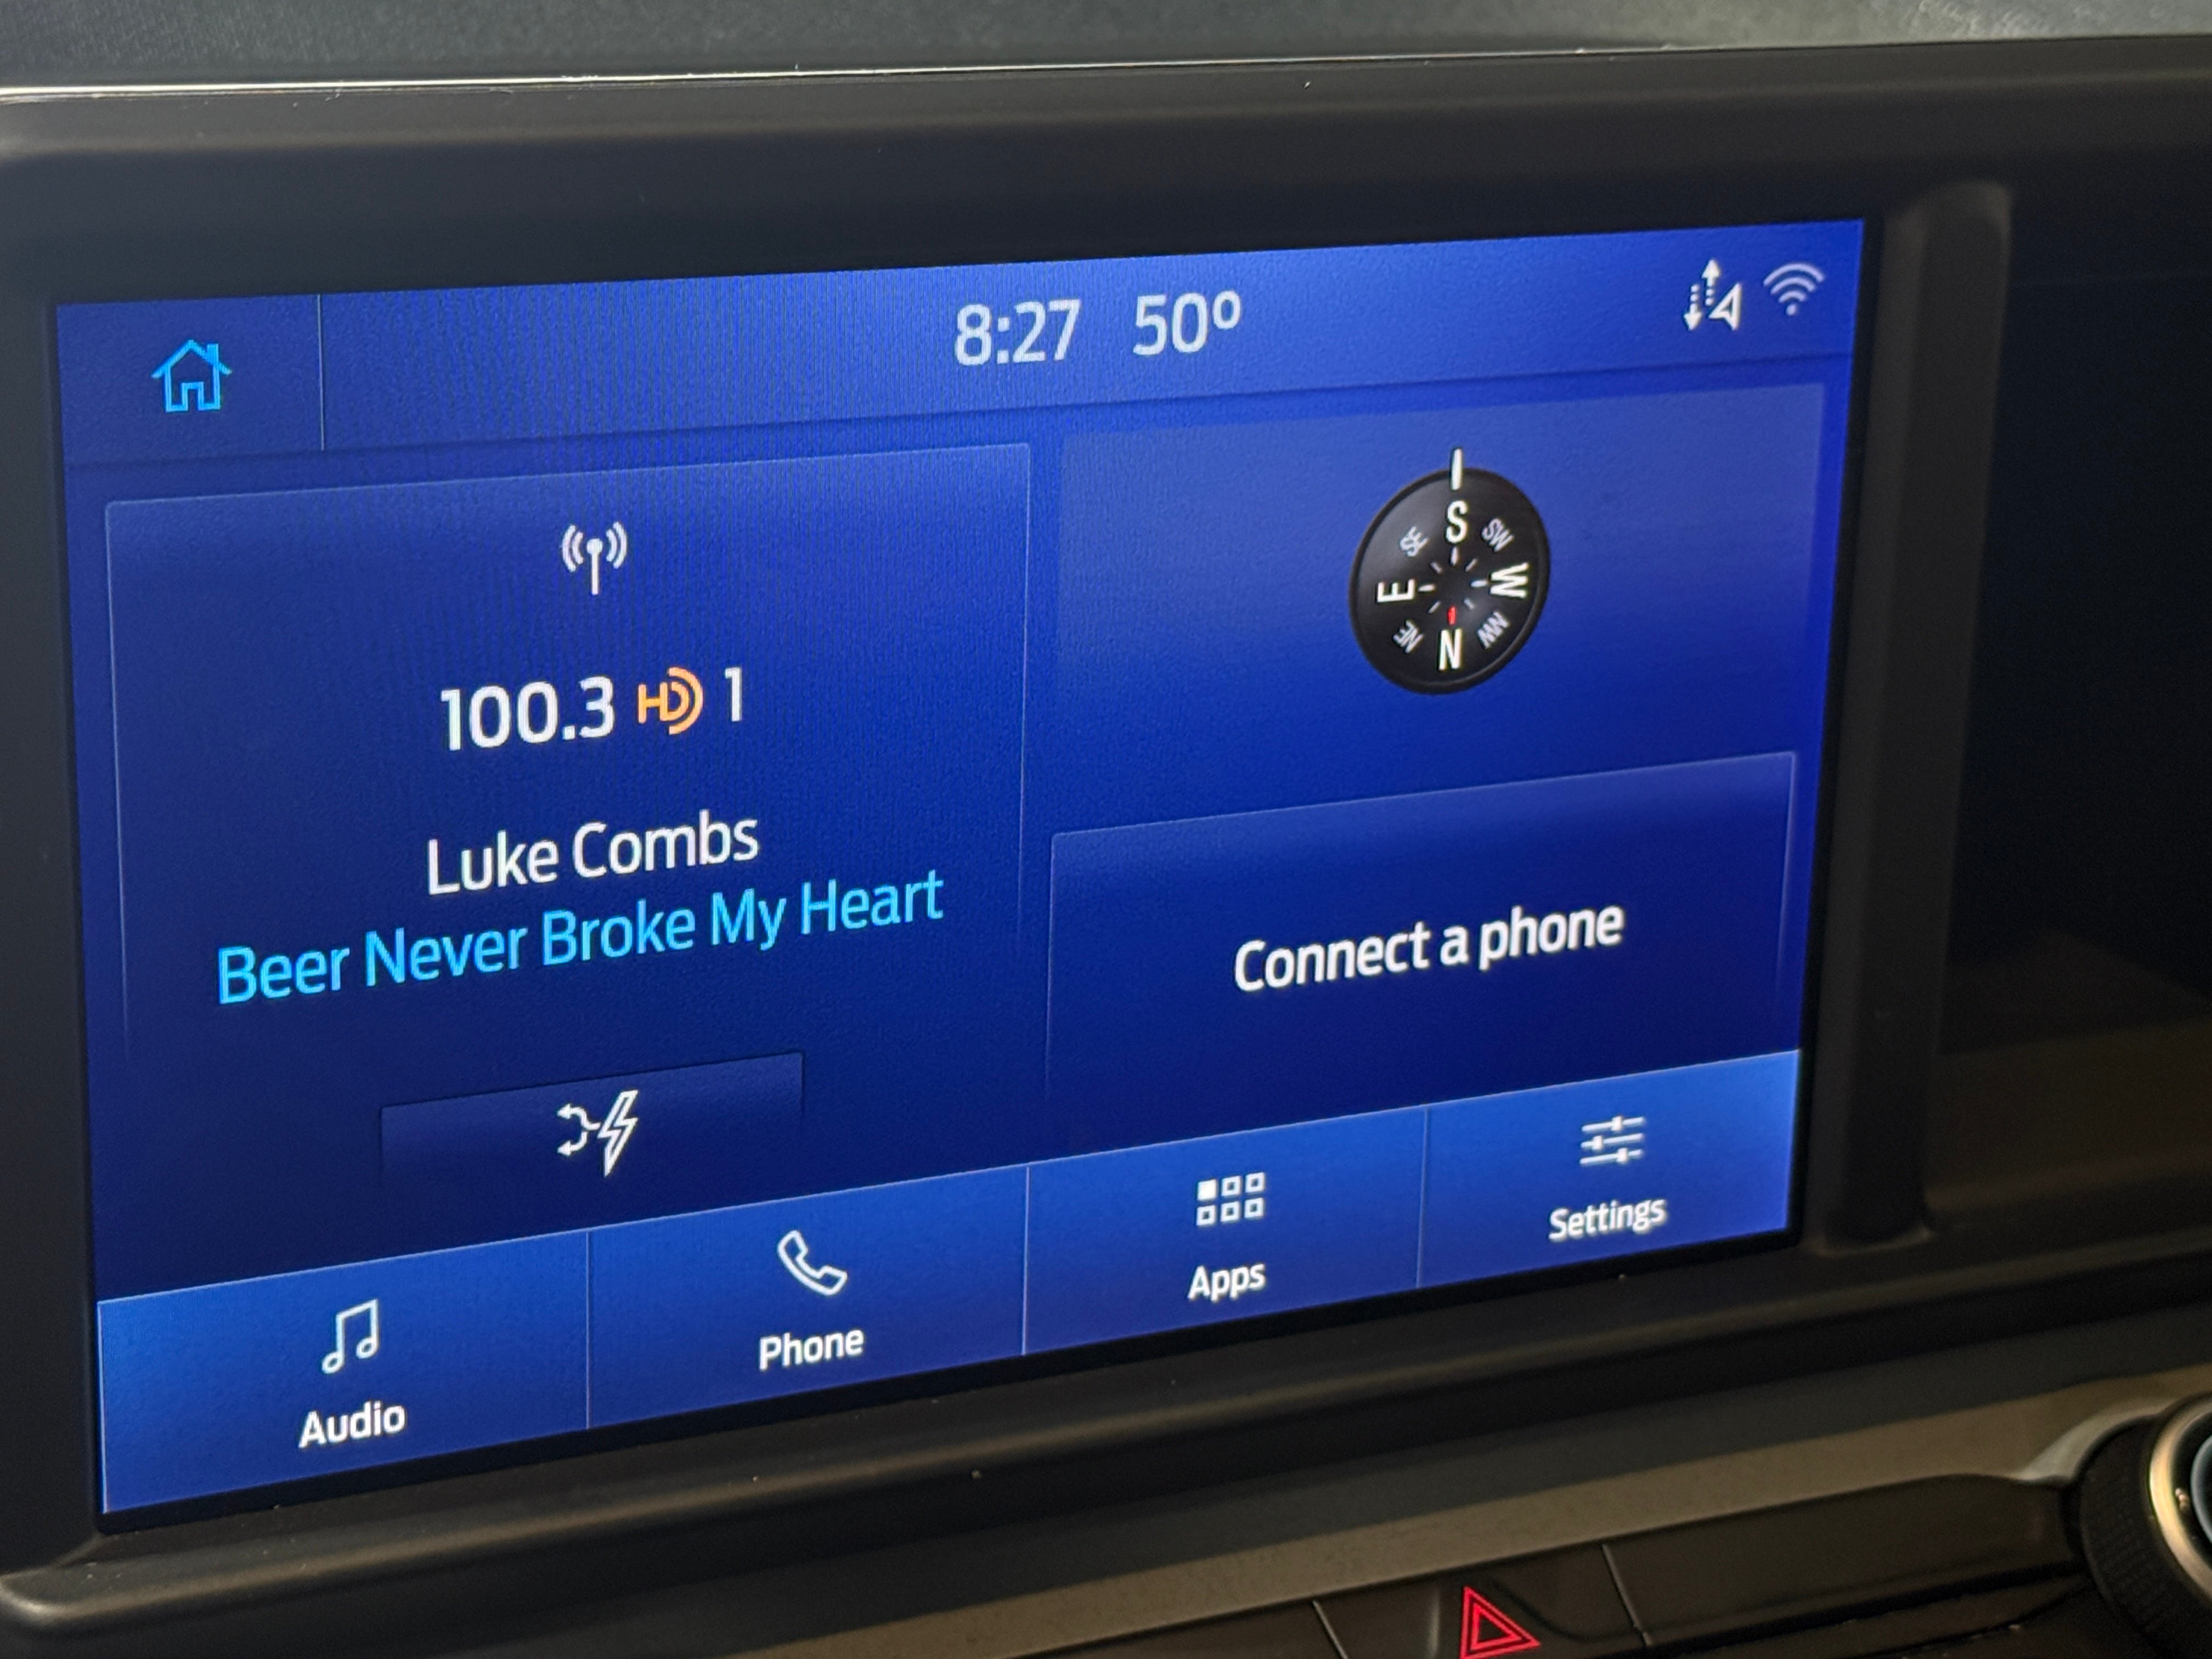 8:27 50º
S
SE SW
E W
NE NW
N
100.3 HD 1
Luke Combs
Beer Never Broke My Heart
Connect a phone
Audio
Phone
Apps
Settings